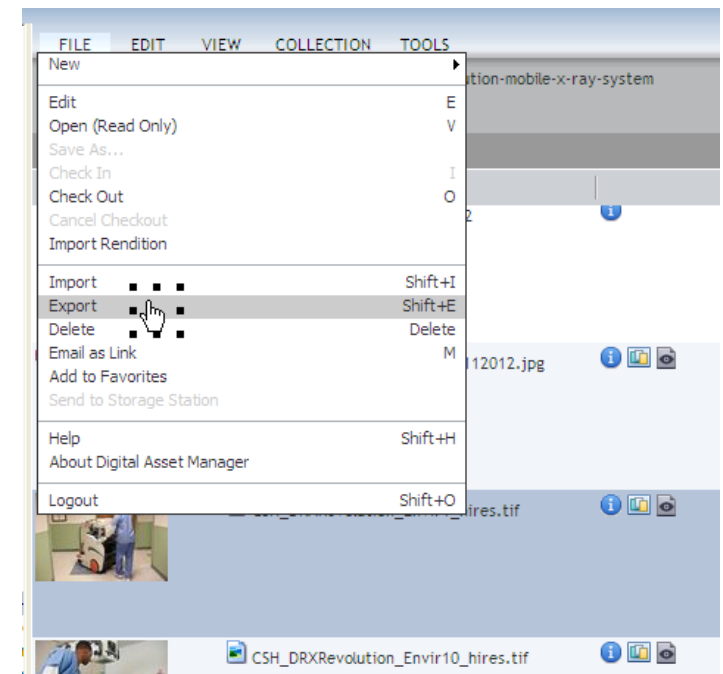 FILE EDIT VIEW COLLECTION TOOLS
New
ution-mobile-x-ray-system
Edit E
Open (Read Only) V
Save As...
Check In I
Check Out O
Cancel Checkout
2
Import Rendition
Import Shift+I
Export Shift+E
Delete Delete
Email as Link M
112012.jpg
Add to Favorites
Send to Storage Station
Help Shift+H
About Digital Asset Manager
Logout Shift+O
hires.tif
CSH_DRXRevolution_Envir10_hires.tif